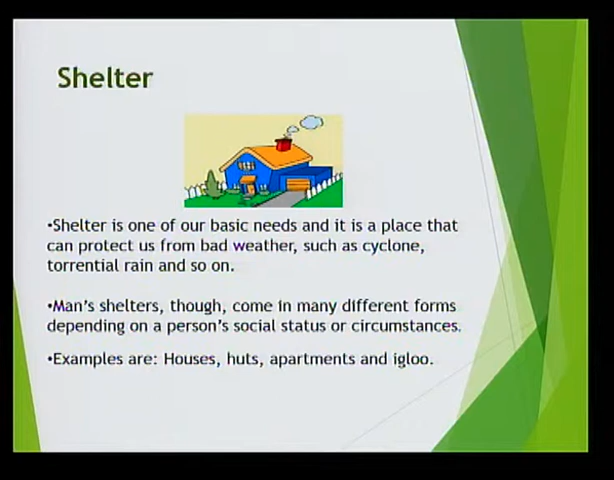 Shelter
•Shelter is one of our basic needs and it is a place that
can protect us from bad weather, such as cyclone,
torrential rain and so on.
•Man's shelters, though, come in many different forms
depending on a person's social status or circumstances.
•Examples are: Houses, huts, apartments and igloo.